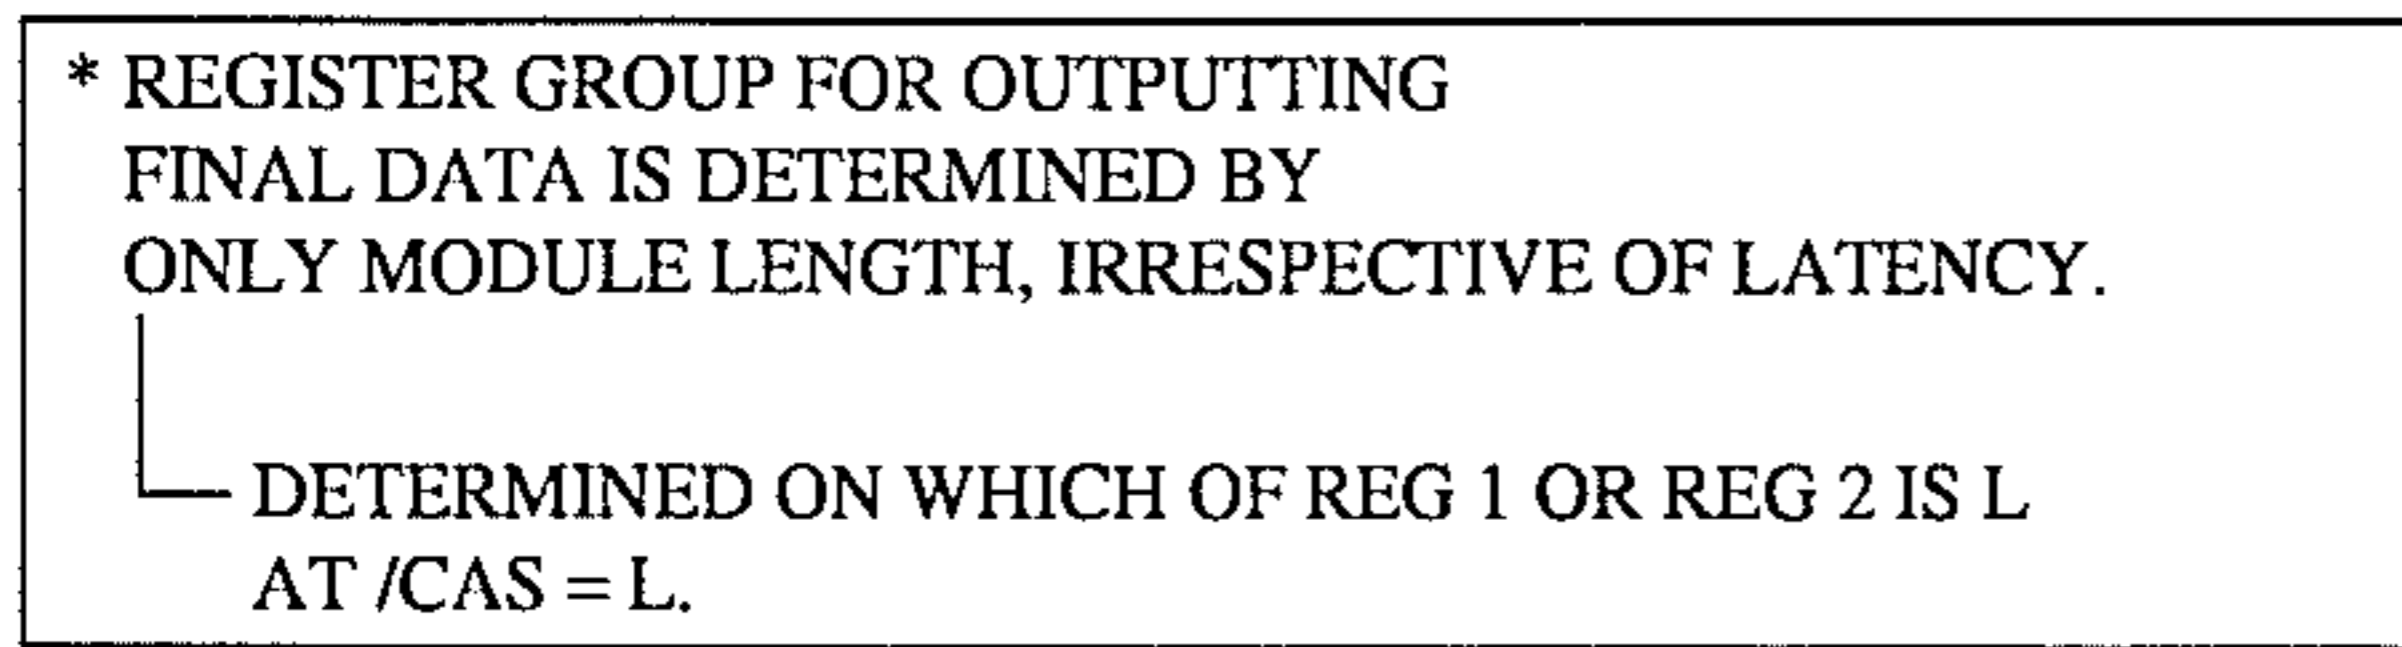 * REGISTER GROUP FOR OUTPUTTING
FINAL DATA IS DETERMINED BY
ONLY MODULE LENGTH, IRRESPECTIVE OF LATENCY.
DETERMINED ON WHICH OF REG 1 OR REG 2 IS L
AT /CAS = L.